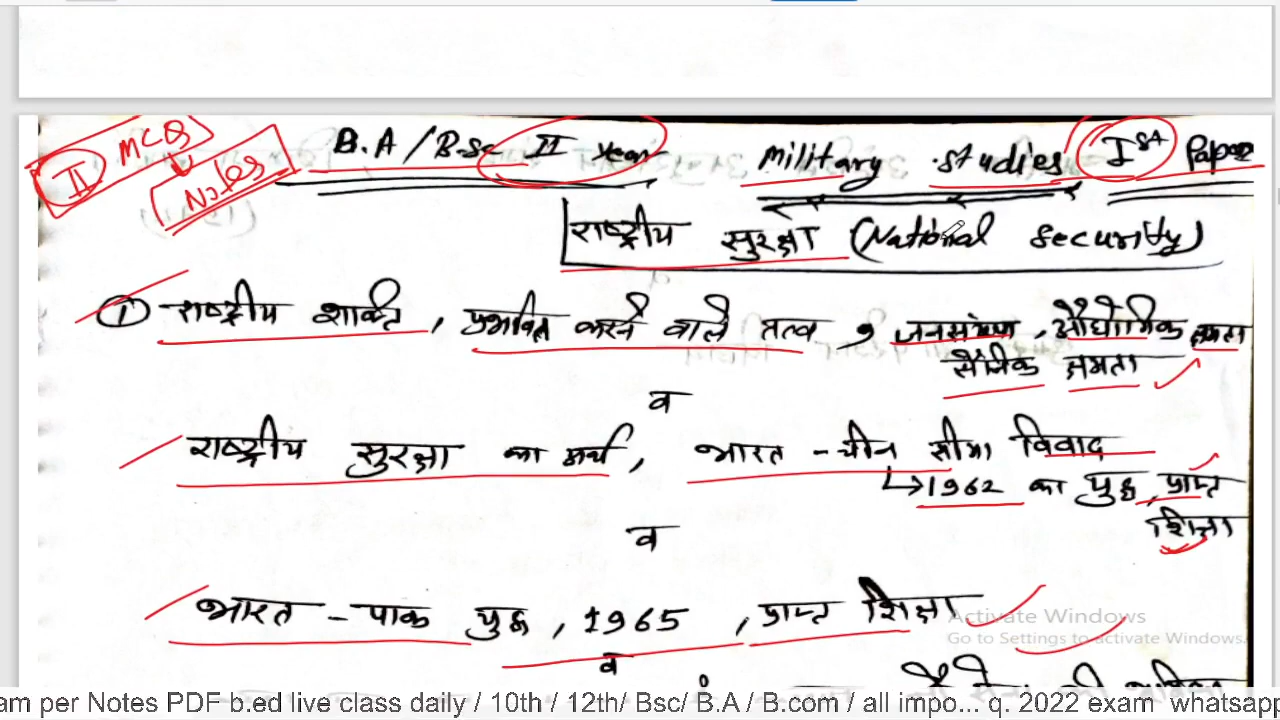 II MCQ
Notes
B.A / B.Sc II Year Military Studies Ist Paper
राष्ट्रीय सुरक्षा (National Security)
① राष्ट्रीय शक्ति, प्रभावित करने वाले तत्व, जनसंख्या, औद्योगिक क्षमता
सैनिक क्षमता
व
राष्ट्रीय सुरक्षा का अर्थ, भारत - चीन सीमा विवाद
↳1962 का युद्ध, प्राप्त
शिक्षा
व
भारत - पाक युद्ध, 1965, प्राप्त शिक्षा
Activate Windows
Go to Settings to activate Windows.
व
am per Notes PDF b.ed live class daily / 10th / 12th/ Bsc/ B.A / B.com / all impo... q. 2022 exam whatsapp